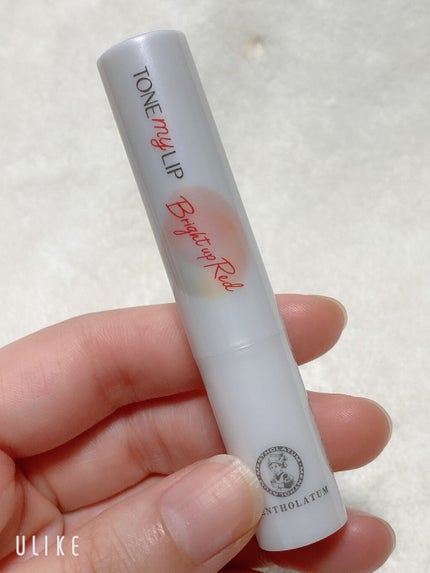 TONE my LIP
Bright up Red
MENTHOLATUM
ULIKE